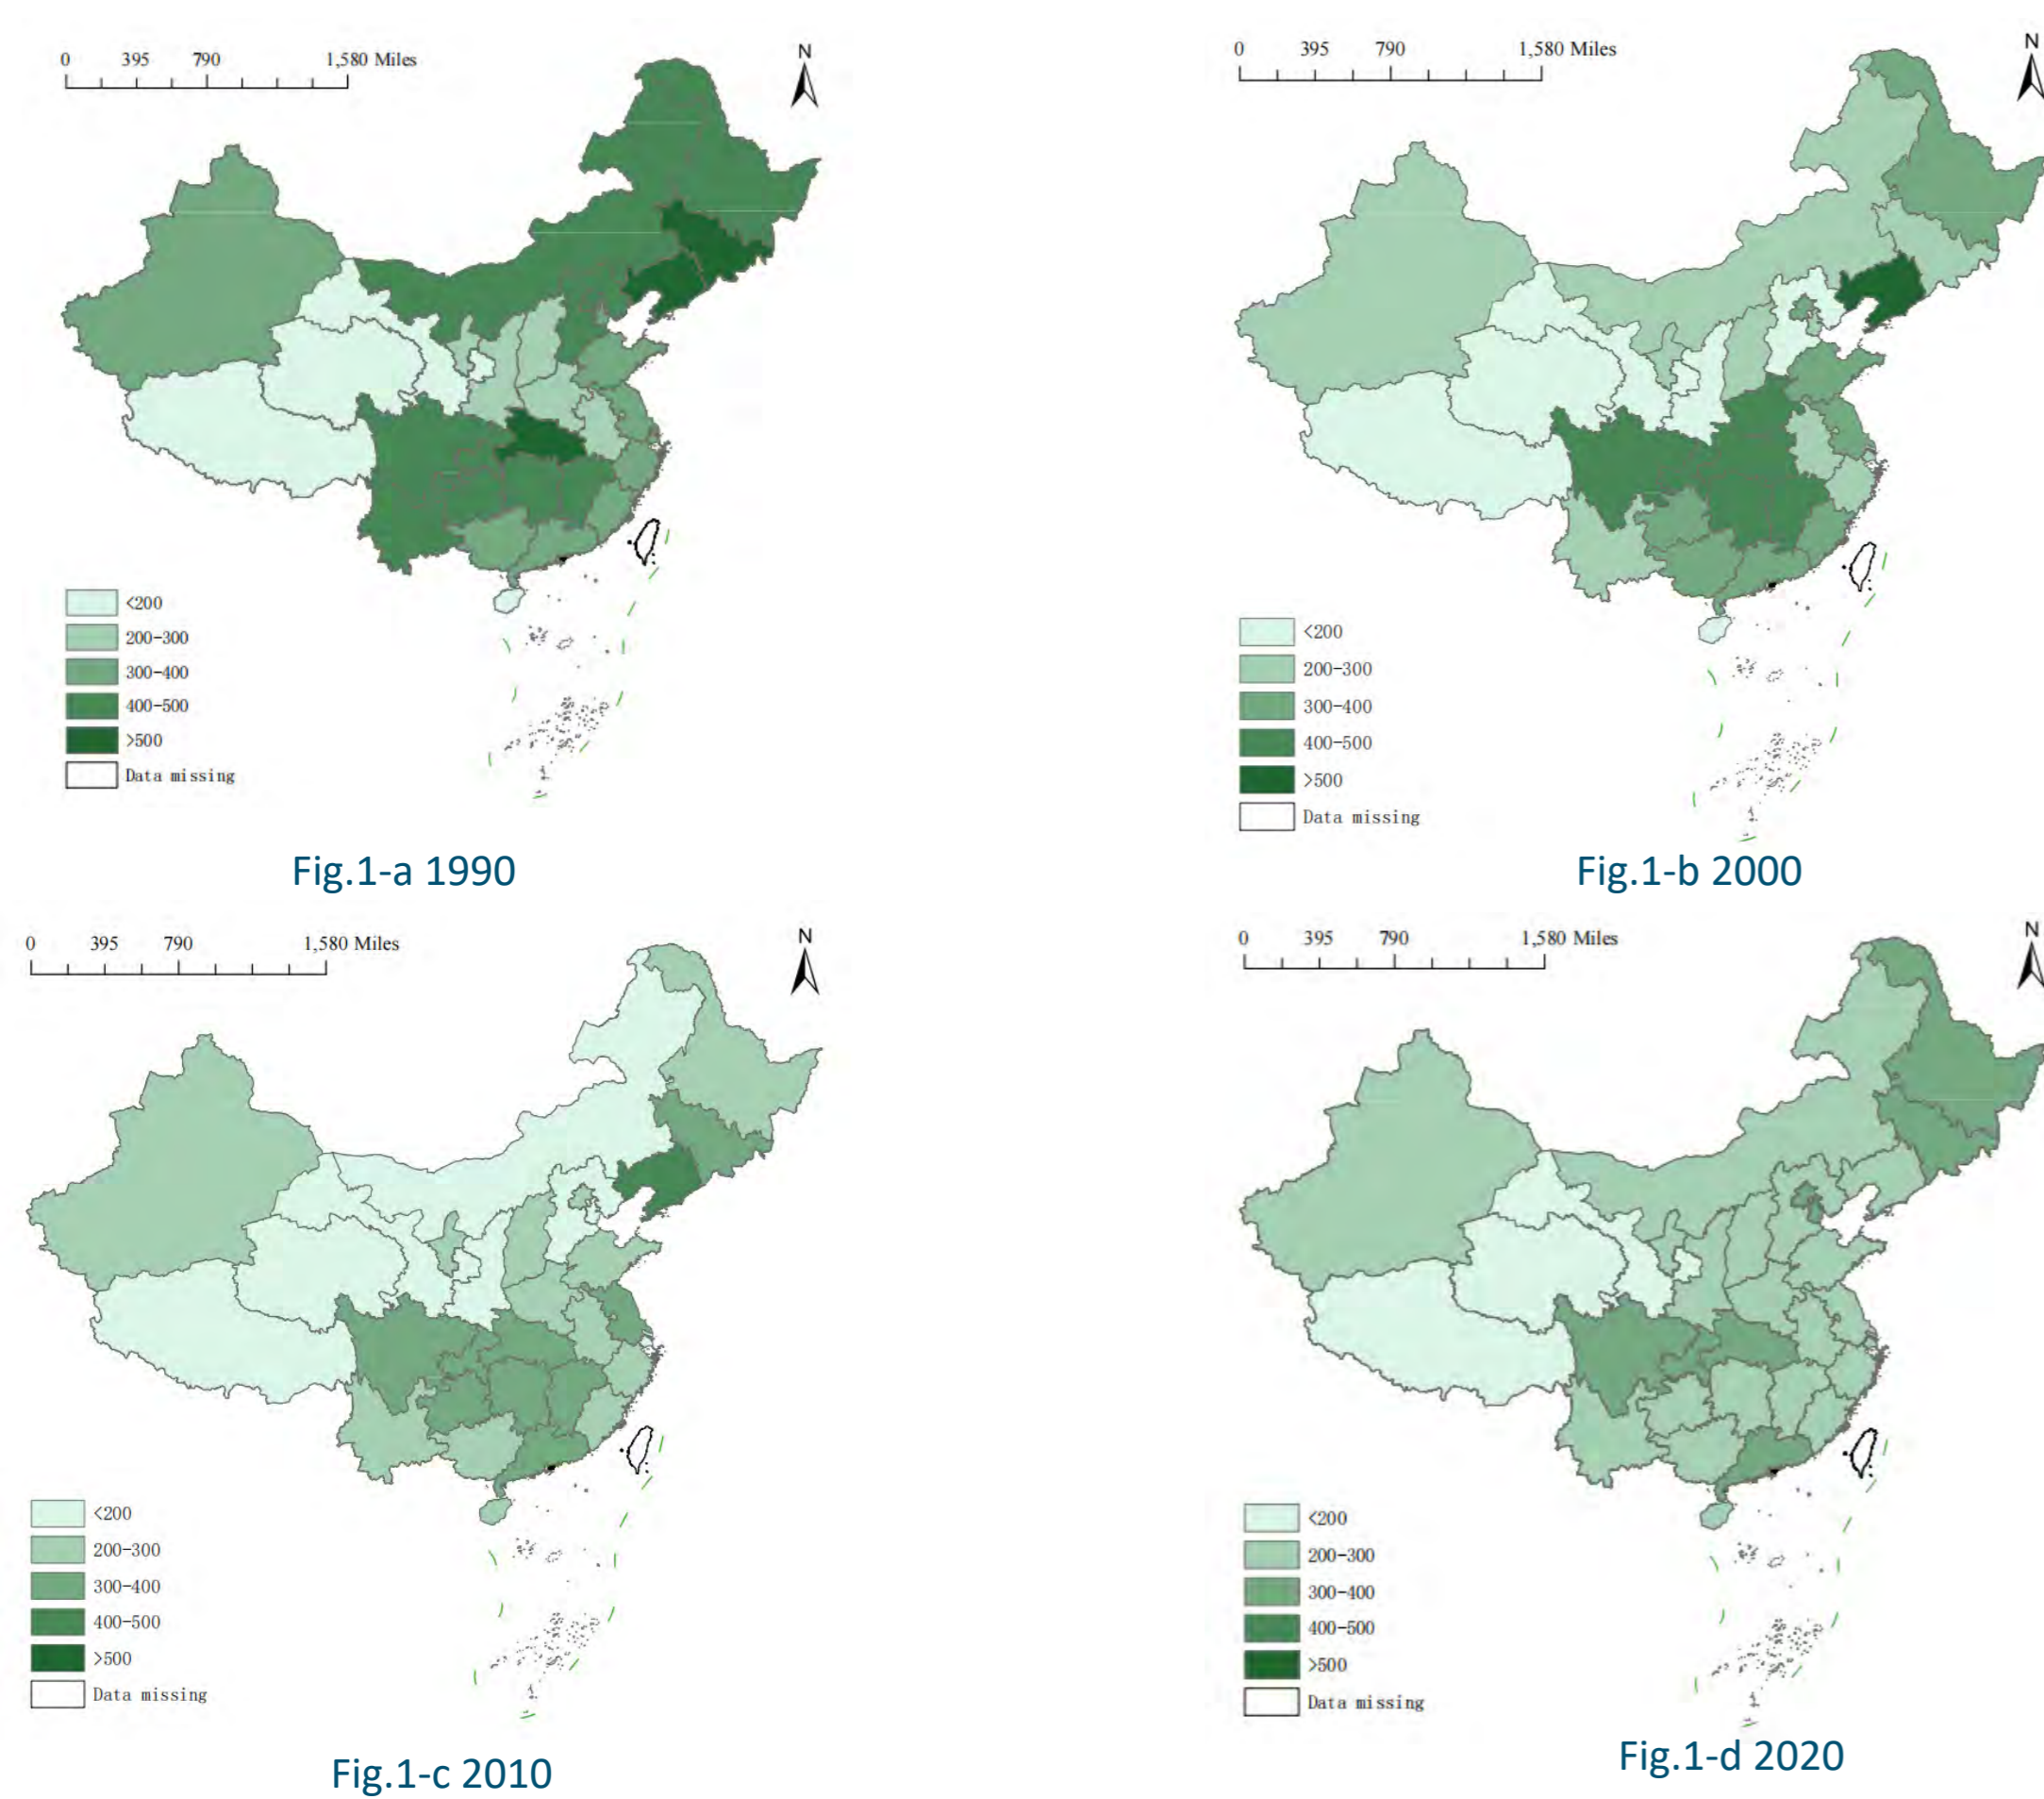 0 395 790 1,580 Miles
N
<200
200-300
300-400
400-500
>500
Data missing
Fig.1-a 1990
0 395 790 1,580 Miles
N
<200
200-300
300-400
400-500
>500
Data missing
Fig.1-b 2000
0 395 790 1,580 Miles
N
<200
200-300
300-400
400-500
>500
Data missing
Fig.1-c 2010
0 395 790 1,580 Miles
N
<200
200-300
300-400
400-500
>500
Data missing
Fig.1-d 2020